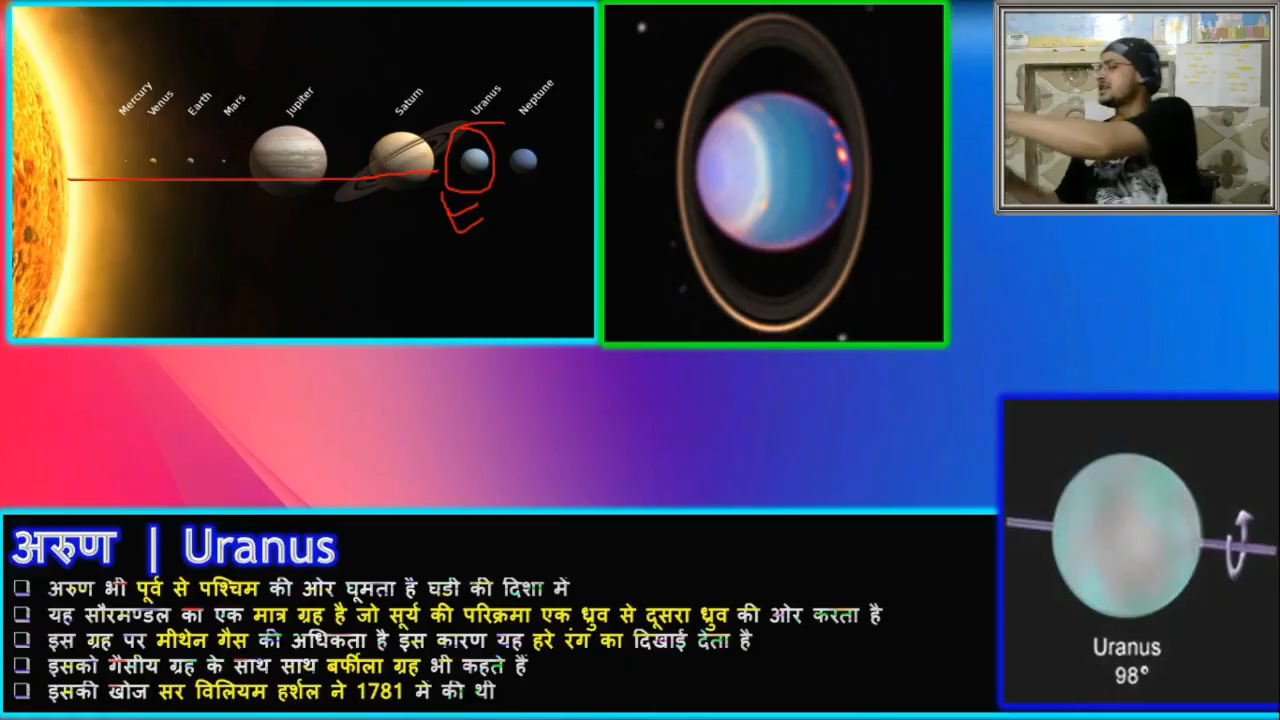 Mercury
Venus
Earth
Mars
Jupiter
Saturn
Uranus
Neptune
अरुण | Uranus
अरुण भी पूर्व से पश्चिम की ओर घूमता है घडी की दिशा में
यह सौरमण्डल का एक मात्र ग्रह है जो सूर्य की परिक्रमा एक ध्रुव से दूसरा ध्रुव की ओर करता है
इस ग्रह पर मीथेन गैस की अधिकता है इस कारण यह हरे रंग का दिखाई देता है
इसको गैसीय ग्रह के साथ साथ बर्फीला ग्रह भी कहते हैं
इसकी खोज सर विलियम हर्शल ने 1781 में की थी
Uranus
98°